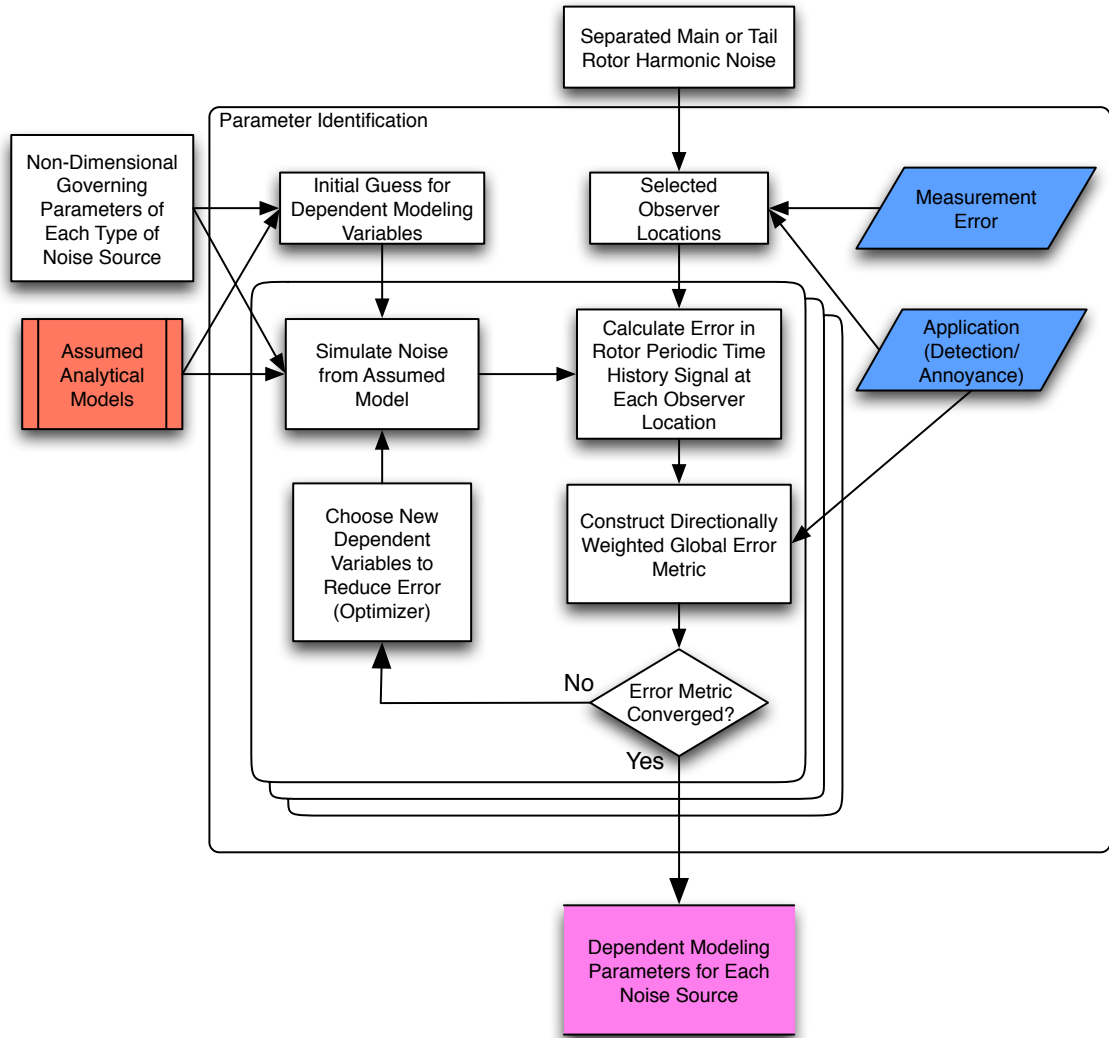 Separated Main or Tail
Rotor Harmonic Noise
Parameter Identification
Non-Dimensional
Governing
Parameters of
Each Type of
Noise Source
Initial Guess for
Dependent Modeling
Variables
Selected
Observer
Locations
Measurement
Error
Assumed
Analytical
Models
Simulate Noise
from Assumed
Model
Calculate Error in
Rotor Periodic Time
History Signal at
Each Observer
Location
Application
(Detection/
Annoyance)
Choose New
Dependent
Variables to
Reduce Error
(Optimizer)
Construct Directionally
Weighted Global Error
Metric
No
Error Metric
Converged?
Yes
Dependent Modeling
Parameters for Each
Noise Source